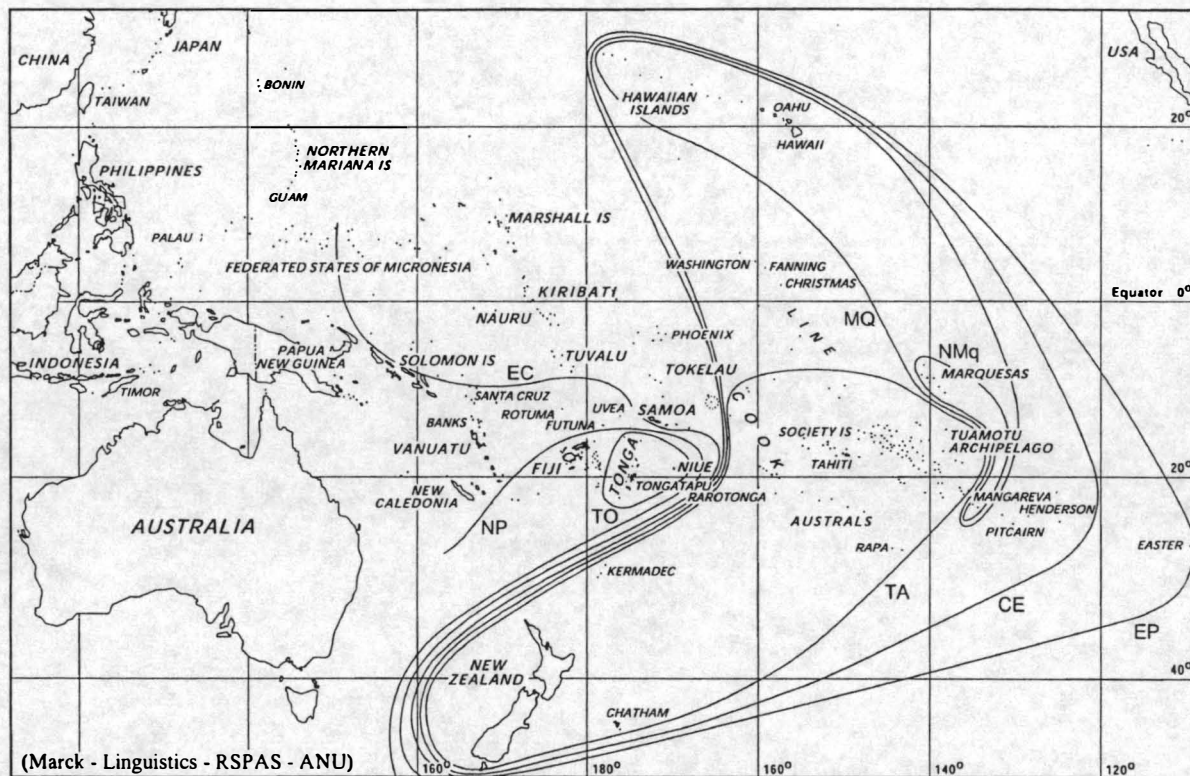 CHINA
JAPAN
TAIWAN
BONIN
NORTHERN
MARIANA IS
PHILIPPINES
GUAM
PALAU
MARSHALL IS
FEDERATED STATES OF MICRONESIA
KIRIBATI
NAURU
INDONESIA
PAPUA
NEW GUINEA
TIMOR
SOLOMON IS
EC
TUVALU
SANTA CRUZ
ROTUMA
UVEA
SAMOA
FUTUNA
BANKS
VANUATU
FIJI
TONGA
NIUE
TONGATAPU
RAROTONGA
NEW
CALEDONIA
NP
TO
AUSTRALIA
KERMADEC
NEW
ZEALAND
CHATHAM
HAWAIIAN
ISLANDS
OAHU
HAWAII
USA
20°
WASHINGTON
FANNING
CHRISTMAS
LINE
MQ
Equator 0°
PHOENIX
TOKELAU
COOK
NMq
MARQUESAS
SOCIETY IS
TAHITI
TUAMOTU
ARCHIPELAGO
20°
MANGAREVA
HENDERSON
PITCAIRN
AUSTRALS
RAPA
EASTER
TA
CE
EP
40°
(Marck - Linguistics - RSPAS - ANU)
160°
180°
160°
140°
120°